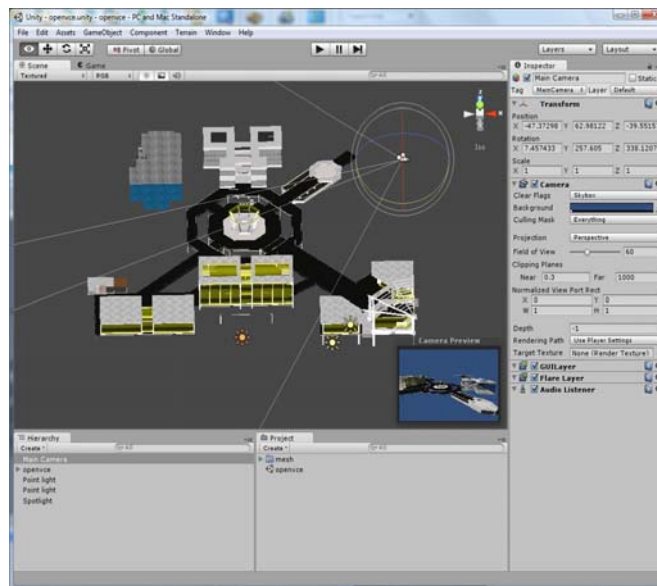 Unity - openvce.unity - openvce - PC and Mac Standalone
File Edit Assets GameObject Component Terrain Window Help
Pivot Global
Layers Layout
Scene Game
Textured RGB
All
Iso
Camera Preview
Inspector
Main Camera Static
Tag MainCamera Layer Default
Transform
Position
X -47.37298 Y 62.98122 Z -39.5515
Rotation
X 7.457433 Y 257.605 Z 338.1207
Scale
X 1 Y 1 Z 1
Camera
Clear Flags Skybox
Background
Culling Mask Everything
Projection Perspective
Field of View 60
Clipping Planes
Near 0.3 Far 1000
Normalized View Port Rect
X 0 Y 0
W 1 H 1
Depth -1
Rendering Path Use Player Settings
Target Texture None (Render Texture)
GUILayer
Flare Layer
Audio Listener
Hierarchy
Create All
Main Camera
openvce
Point light
Point light
Spotlight
Project
Create All
mesh
openvce